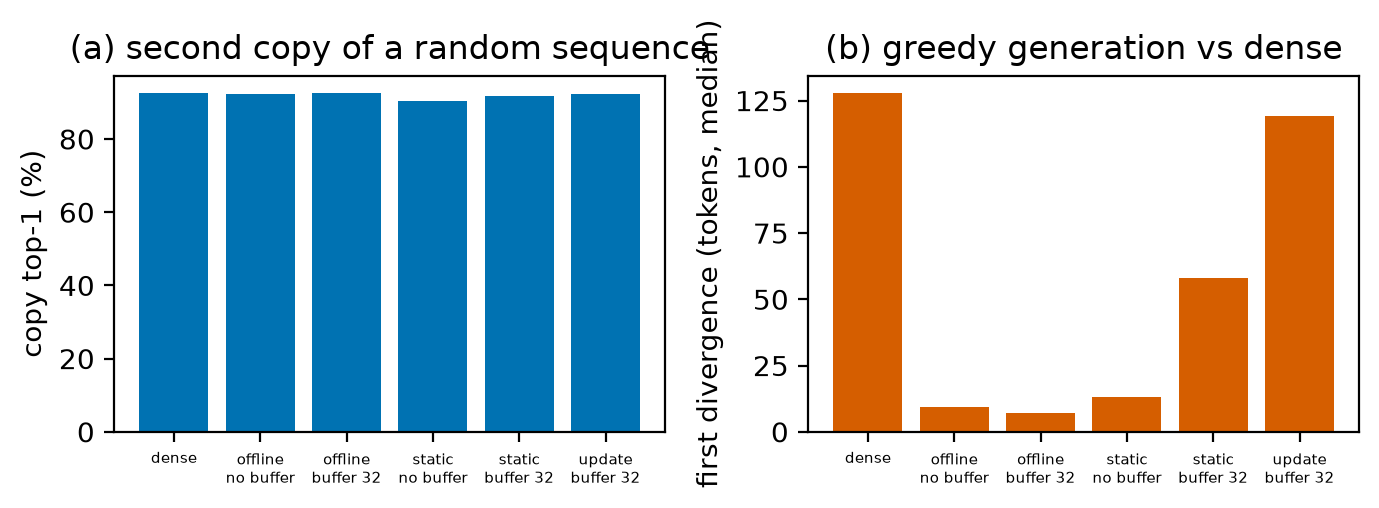 (a) second copy of a random sequence
copy top-1 (%)
80
60
40
20
0
dense
offline
no buffer
offline
buffer 32
static
no buffer
static
buffer 32
update
buffer 32
(b) greedy generation vs dense
first divergence (tokens, median)
125
100
75
50
25
0
dense
offline
no buffer
offline
buffer 32
static
no buffer
static
buffer 32
update
buffer 32